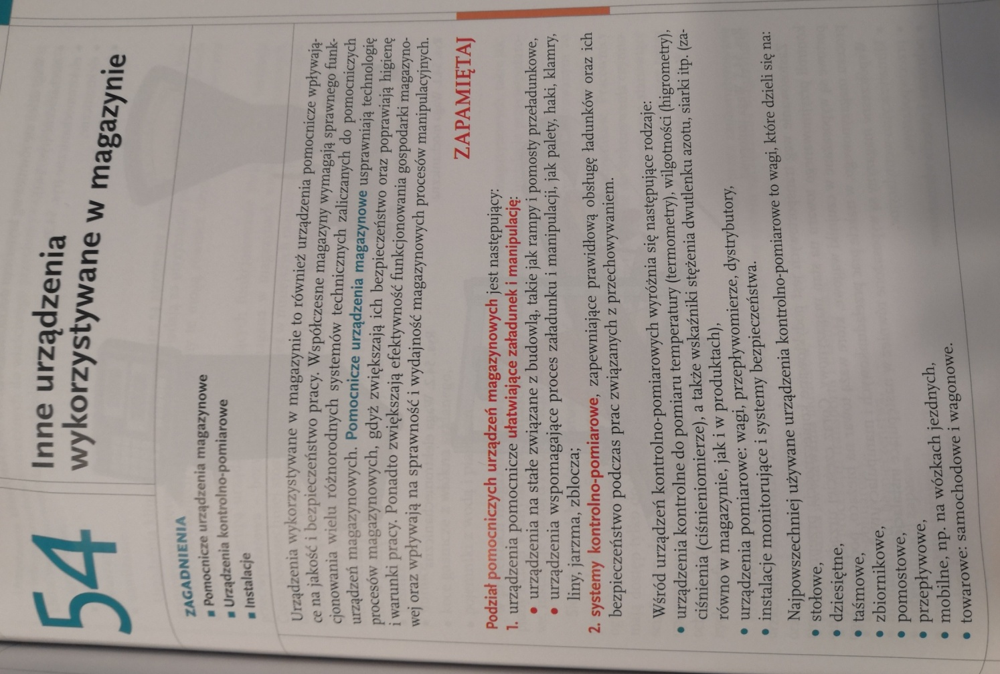 54
Inne urządzenia
wykorzystywane w magazynie
ZAGADNIENIA
■ Pomocnicze urządzenia magazynowe
■ Urządzenia kontrolno-pomiarowe
■ Instalacje
Urządzenia wykorzystywane w magazynie to również urządzenia pomocnicze wpływają-
ce na jakość i bezpieczeństwo pracy. Współczesne magazyny wymagają sprawnego funk-
cjonowania wielu różnorodnych systemów technicznych zaliczanych do pomocniczych
urządzeń magazynowych. Pomocnicze urządzenia magazynowe usprawniają technologię
procesów magazynowych, gdyż zwiększają ich bezpieczeństwo oraz poprawiają higienę
i warunki pracy. Ponadto zwiększają efektywność funkcjonowania gospodarki magazyno-
wej oraz wpływają na sprawność i wydajność magazynowych procesów manipulacyjnych.
ZAPAMIĘTAJ
Podział pomocniczych urządzeń magazynowych jest następujący:
1. urządzenia pomocnicze ułatwiające załadunek i manipulację:
• urządzenia na stałe związane z budowlą, takie jak rampy i pomosty przeładunkowe,
• urządzenia wspomagające proces załadunku i manipulacji, jak palety, haki, klamry,
liny, jarzma, zblocza;
2. systemy kontrolno-pomiarowe, zapewniające prawidłową obsługę ładunków oraz ich
bezpieczeństwo podczas prac związanych z przechowywaniem.
Wśród urządzeń kontrolno-pomiarowych wyróżnia się następujące rodzaje:
• urządzenia kontrolne do pomiaru temperatury (termometry), wilgotności (higrometry),
ciśnienia (ciśnieniomierze), a także wskaźniki stężenia dwutlenku azotu, siarki itp. (za-
równo w magazynie, jak i w produktach),
• urządzenia pomiarowe: wagi, przepływomierze, dystrybutory,
• instalacje monitorujące i systemy bezpieczeństwa.
Najpowszechniej używane urządzenia kontrolno-pomiarowe to wagi, które dzieli się na:
• stołowe,
• dziesiętne,
• taśmowe,
• zbiornikowe,
• pomostowe,
• przepływowe,
• mobilne, np. na wózkach jezdnych,
• towarowe: samochodowe i wagonowe.